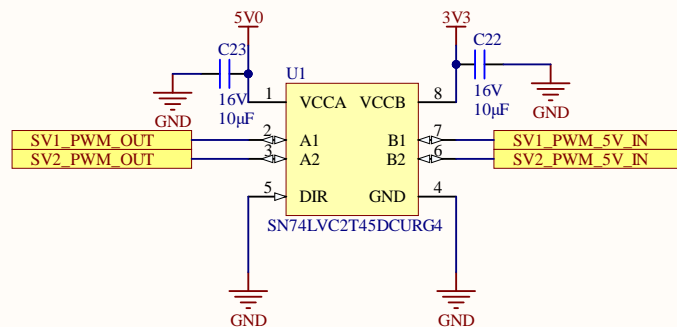 5V0
3V3
C23
C22
U1
16V
10µF
16V
10µF
GND
GND
1
VCCA
VCCB
8
SV1_PWM_OUT
2
A1
B1
7
SV1_PWM_5V_IN
SV2_PWM_OUT
3
A2
B2
6
SV2_PWM_5V_IN
5
DIR
GND
4
SN74LVC2T45DCURG4
GND
GND